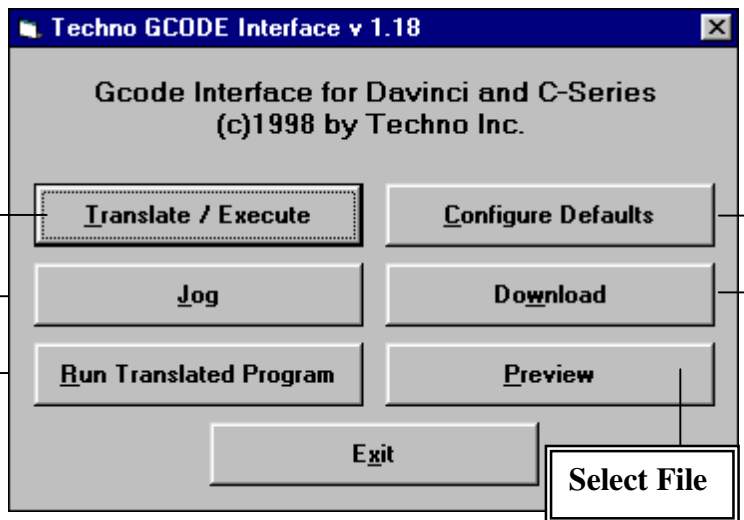 Techno GCODE Interface v 1.18
Gcode Interface for Davinci and C-Series
(c)1998 by Techno Inc.
Translate / Execute
Configure Defaults
Jog
Download
Run Translated Program
Preview
Exit
Select File